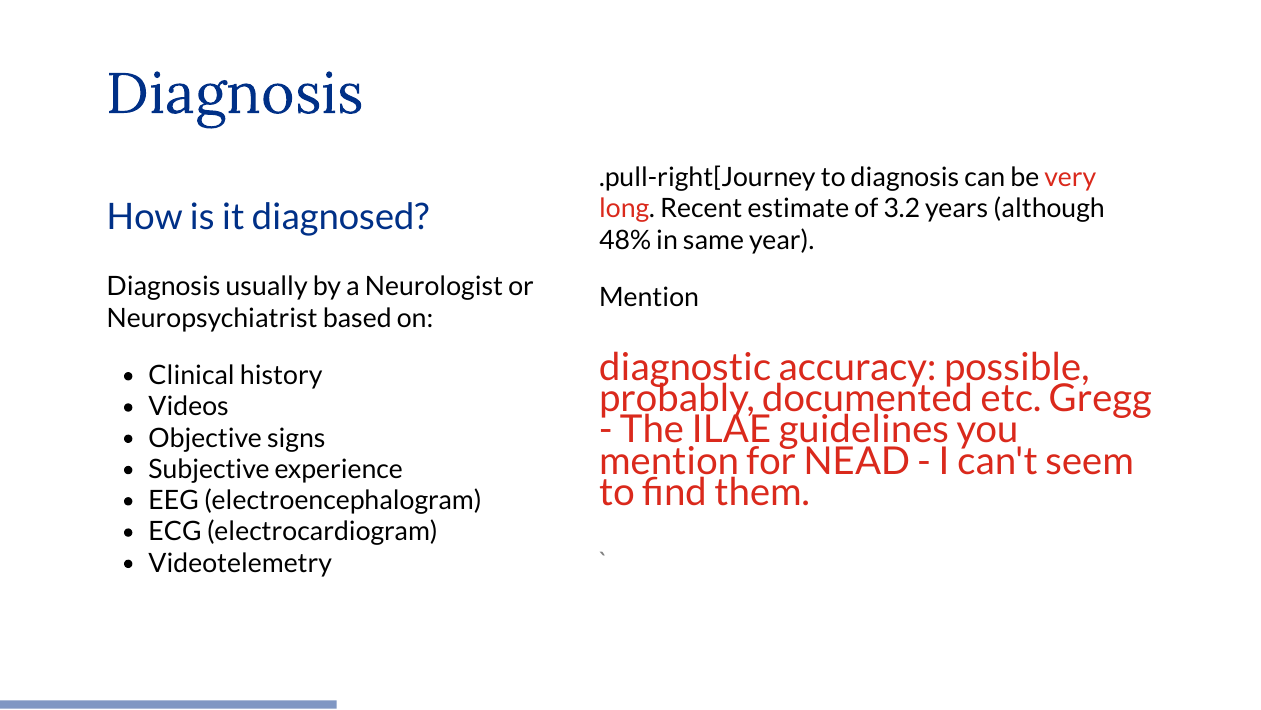 Diagnosis
How is it diagnosed?
Diagnosis usually by a Neurologist or
Neuropsychiatrist based on:
• Clinical history
• Videos
• Objective signs
• Subjective experience
• EEG (electroencephalogram)
• ECG (electrocardiogram)
• Videotelemetry
.pull-right[Journey to diagnosis can be very
long. Recent estimate of 3.2 years (although
48% in same year).
Mention
diagnostic accuracy: possible,
probably, documented etc. Gregg
- The ILAE guidelines you
mention for NEAD - I can't seem
to find them.
`